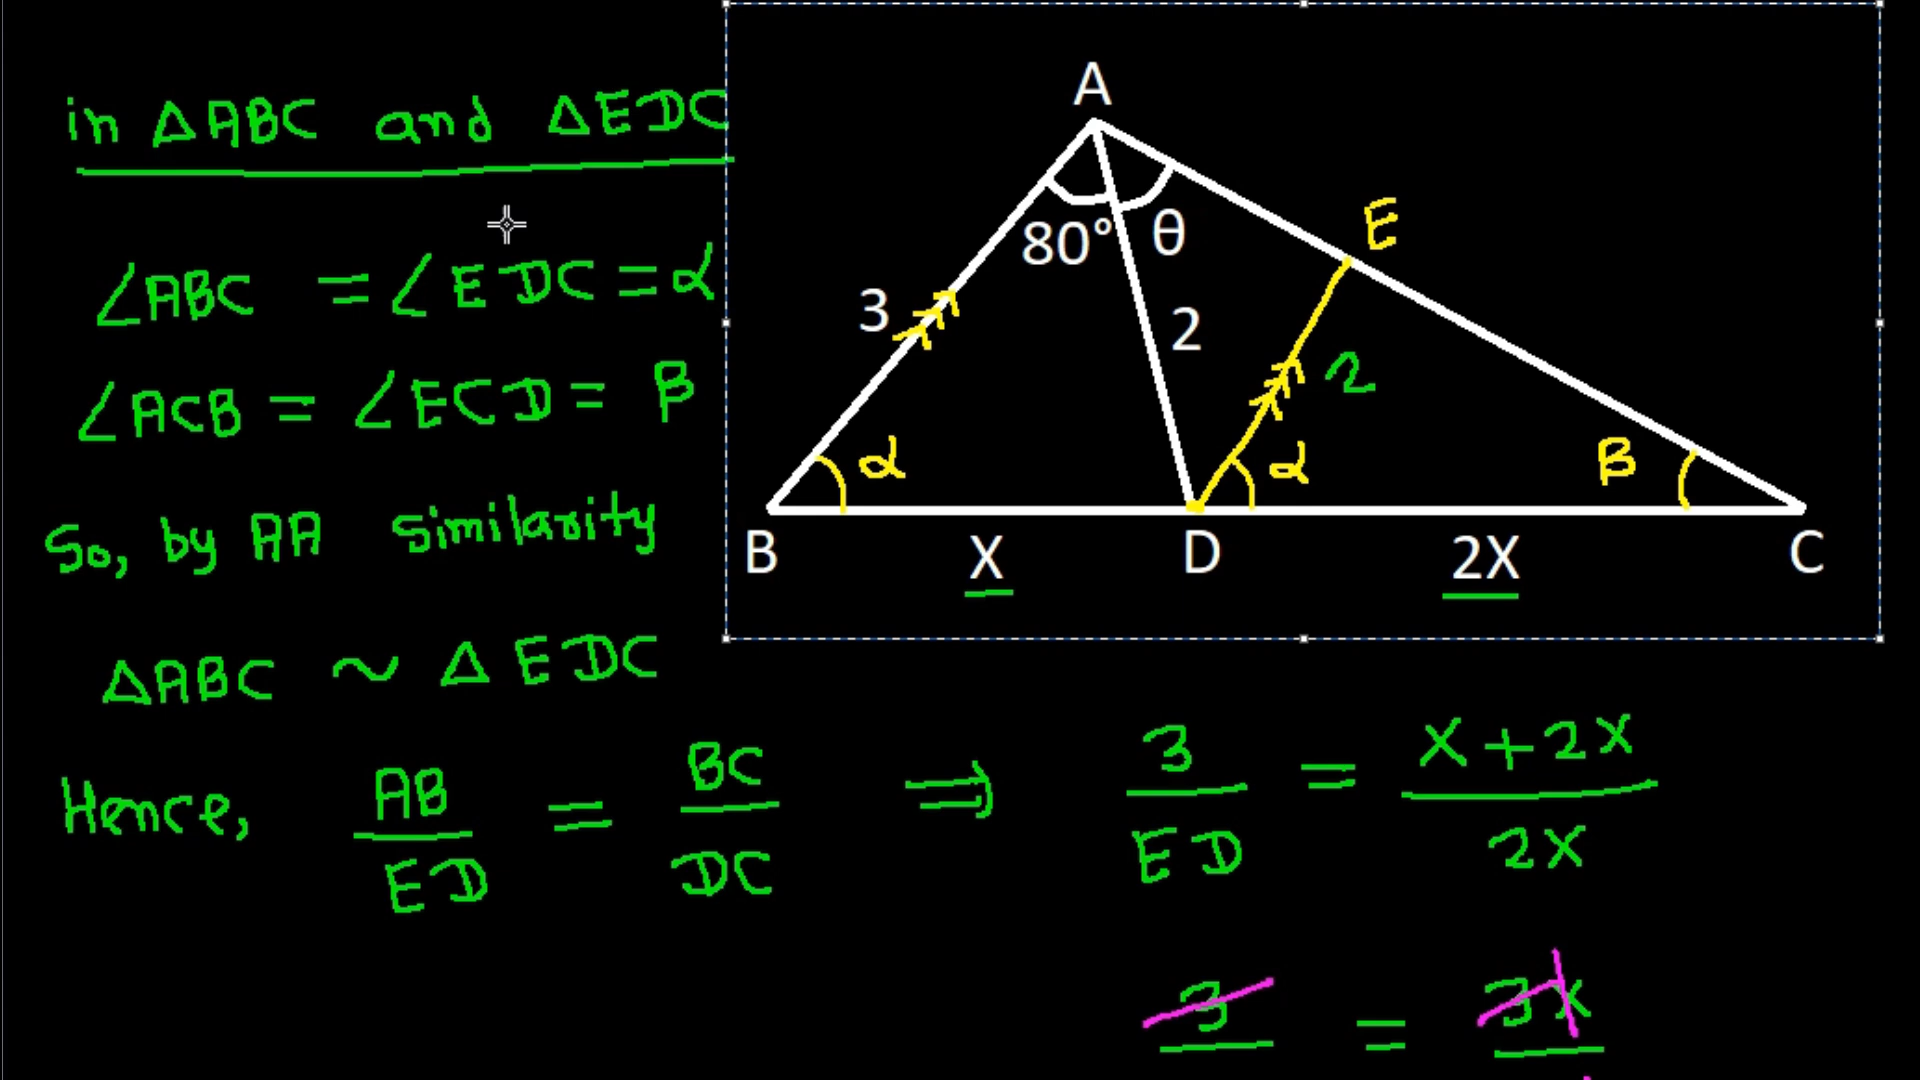 in ΔABC and ΔEDC
∠ABC = ∠EDC = α
∠ACB = ∠ECD = β
So, by AA similarity
ΔABC ~ ΔEDC
Hence, AB/ED = BC/DC ⇒ 3/ED = X+2X/2X
3 = 3X
A
E
80° θ
3
2
2
α
α
β
B
X
D
2X
C